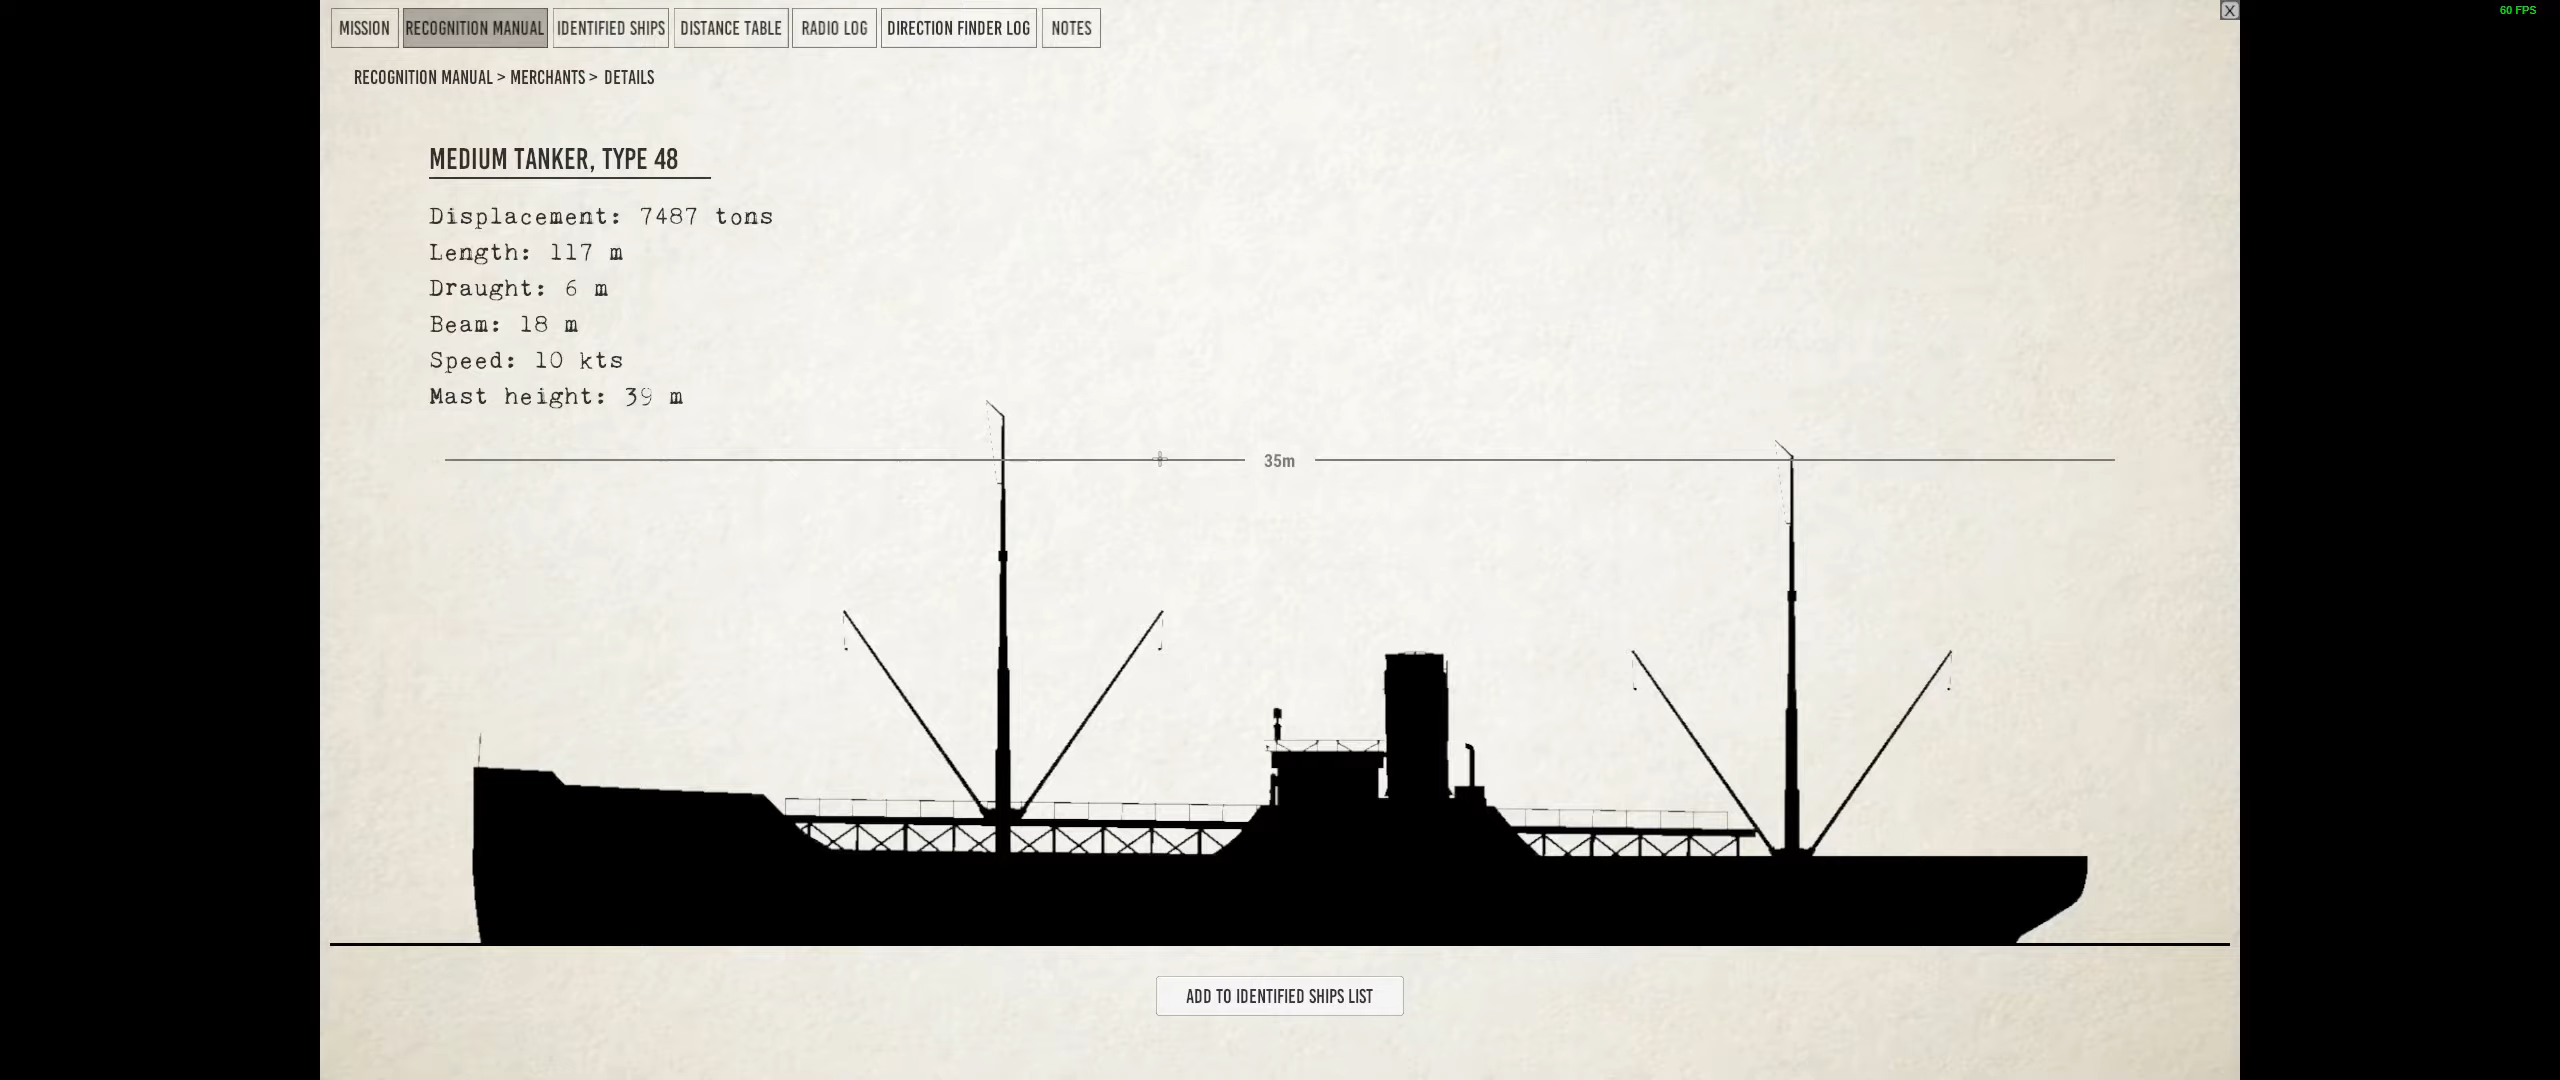 MISSION RECOGNITION MANUAL IDENTIFIED SHIPS DISTANCE TABLE RADIO LOG DIRECTION FINDER LOG NOTES X
60 FPS
RECOGNITION MANUAL > MERCHANTS > DETAILS
MEDIUM TANKER, TYPE 48
Displacement: 7487 tons
Length: 117 m
Draught: 6 m
Beam: 18 m
Speed: 10 kts
Mast height: 39 m
35m
ADD TO IDENTIFIED SHIPS LIST